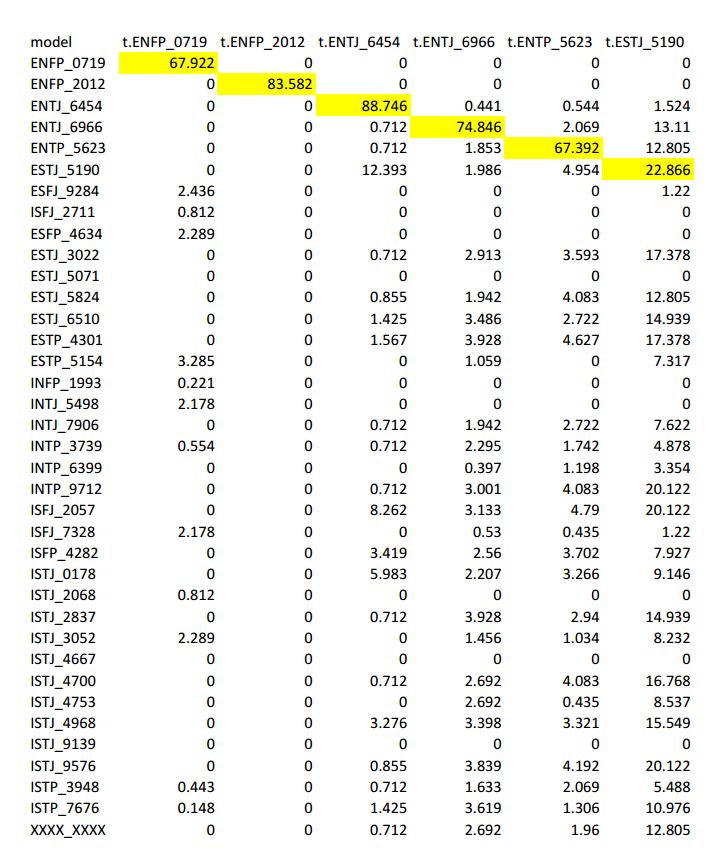 model t.ENFP_0719 t.ENFP_2012 t.ENTJ_6454 t.ENTJ_6966 t.ENTP_5623 t.ESTJ_5190
ENFP_0719 67.922 0 0 0 0 0
ENFP_2012 0 83.582 0 0 0 0
ENTJ_6454 0 0 88.746 0.441 0.544 1.524
ENTJ_6966 0 0 0.712 74.846 2.069 13.11
ENTP_5623 0 0 0.712 1.853 67.392 12.805
ESTJ_5190 0 0 12.393 1.986 4.954 22.866
ESFJ_9284 2.436 0 0 0 0 1.22
ISFJ_2711 0.812 0 0 0 0 0
ESFP_4634 2.289 0 0 0 0 0
ESTJ_3022 0 0 0.712 2.913 3.593 17.378
ESTJ_5071 0 0 0 0 0 0
ESTJ_5824 0 0 0.855 1.942 4.083 12.805
ESTJ_6510 0 0 1.425 3.486 2.722 14.939
ESTP_4301 0 0 1.567 3.928 4.627 17.378
ESTP_5154 3.285 0 0 1.059 0 7.317
INFP_1993 0.221 0 0 0 0 0
INTJ_5498 2.178 0 0 0 0 0
INTJ_7906 0 0 0.712 1.942 2.722 7.622
INTP_3739 0.554 0 0.712 2.295 1.742 4.878
INTP_6399 0 0 0 0.397 1.198 3.354
INTP_9712 0 0 0.712 3.001 4.083 20.122
ISFJ_2057 0 0 8.262 3.133 4.79 20.122
ISFJ_7328 2.178 0 0 0.53 0.435 1.22
ISFP_4282 0 0 3.419 2.56 3.702 7.927
ISTJ_0178 0 0 5.983 2.207 3.266 9.146
ISTJ_2068 0.812 0 0 0 0 0
ISTJ_2837 0 0 0.712 3.928 2.94 14.939
ISTJ_3052 2.289 0 0 1.456 1.034 8.232
ISTJ_4667 0 0 0 0 0 0
ISTJ_4700 0 0 0.712 2.692 4.083 16.768
ISTJ_4753 0 0 0 2.692 0.435 8.537
ISTJ_4968 0 0 3.276 3.398 3.321 15.549
ISTJ_9139 0 0 0 0 0 0
ISTJ_9576 0 0 0.855 3.839 4.192 20.122
ISTP_3948 0.443 0 0.712 1.633 2.069 5.488
ISTP_7676 0.148 0 1.425 3.619 1.306 10.976
XXXX_XXXX 0 0 0.712 2.692 1.96 12.805